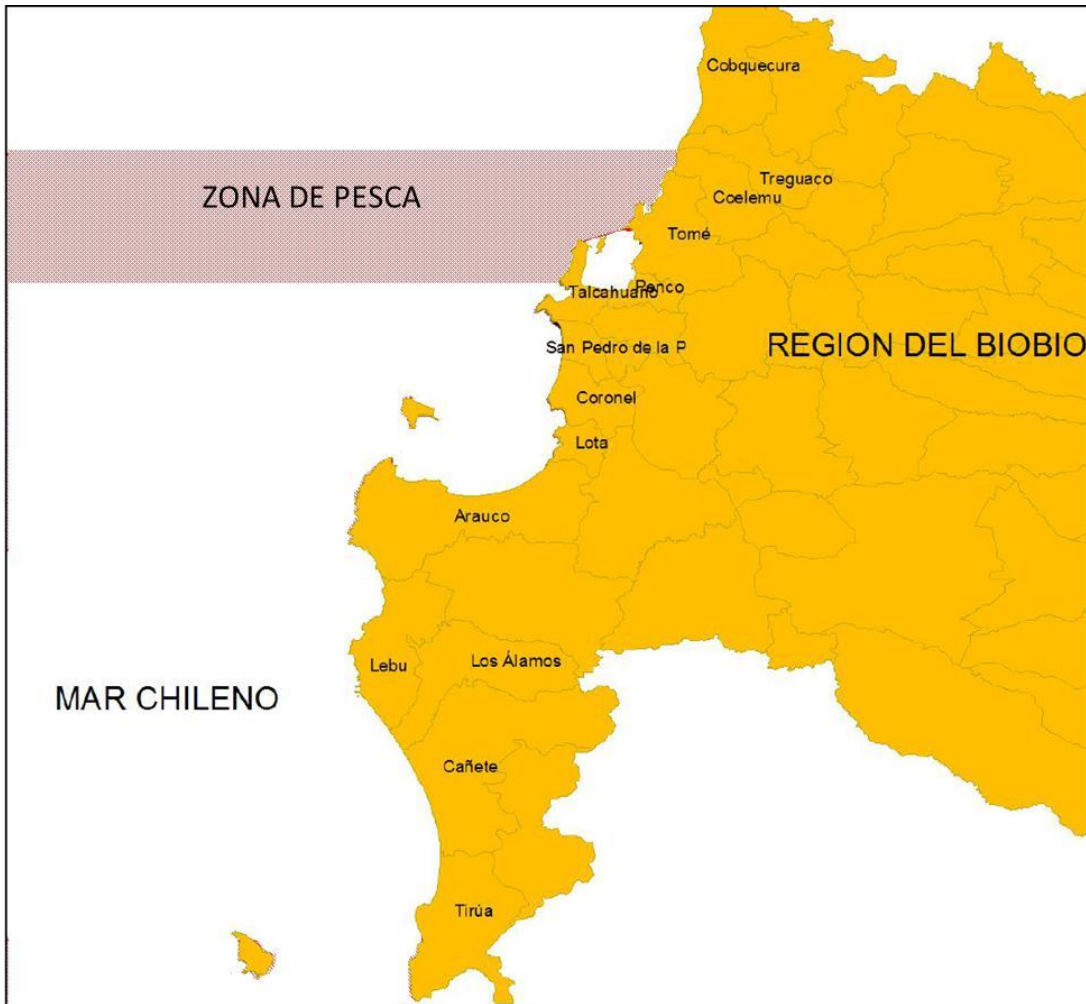 Cobquecura
Treguaco
ZONA DE PESCA
Coelemu
Tomé
Penco
Talcahuano
San Pedro de la P
REGION DEL BIOBIO
Coronel
Lota
Arauco
Los Álamos
Lebu
MAR CHILENO
Cañete
Tirúa